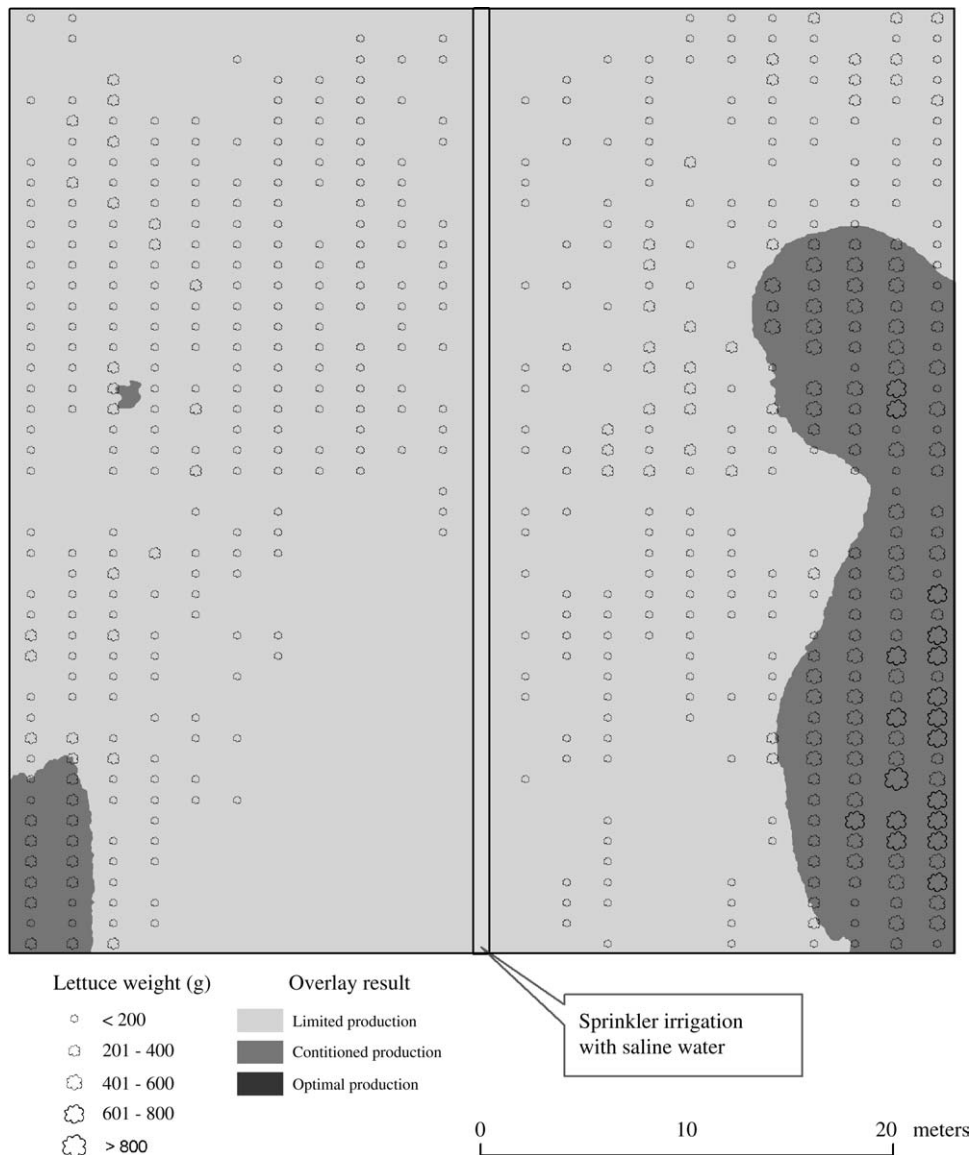 Lettuce weight (g)
< 200
201 - 400
401 - 600
601 - 800
> 800
Overlay result
Limited production
Contitioned production
Optimal production
Sprinkler irrigation
with saline water
0 10 20 meters